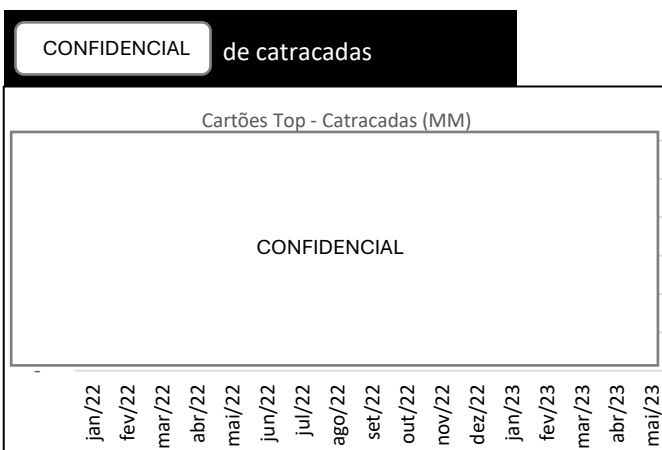 CONFIDENCIAL de catracadas
Cartões Top - Catracadas (MM)
CONFIDENCIAL
-
jan/22
fev/22
mar/22
abr/22
mai/22
jun/22
jul/22
ago/22
set/22
out/22
nov/22
dez/22
jan/23
fev/23
mar/23
abr/23
mai/23